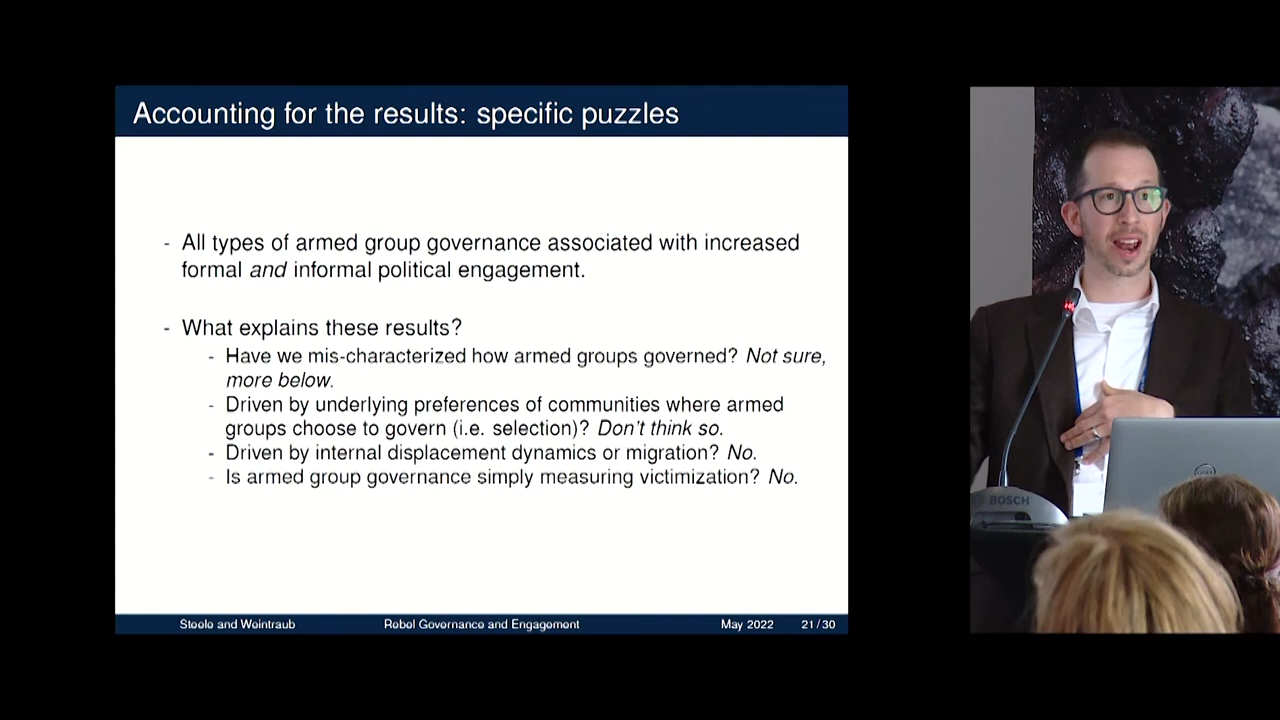 Accounting for the results: specific puzzles
- All types of armed group governance associated with increased
formal and informal political engagement.
- What explains these results?
- Have we mis-characterized how armed groups governed? Not sure,
more below.
- Driven by underlying preferences of communities where armed
groups choose to govern (i.e. selection)? Don't think so.
- Driven by internal displacement dynamics or migration? No.
- Is armed group governance simply measuring victimization? No.
Steele and Weintraub Rebel Governance and Engagement May 2022 21/30
BOSCH
DELL